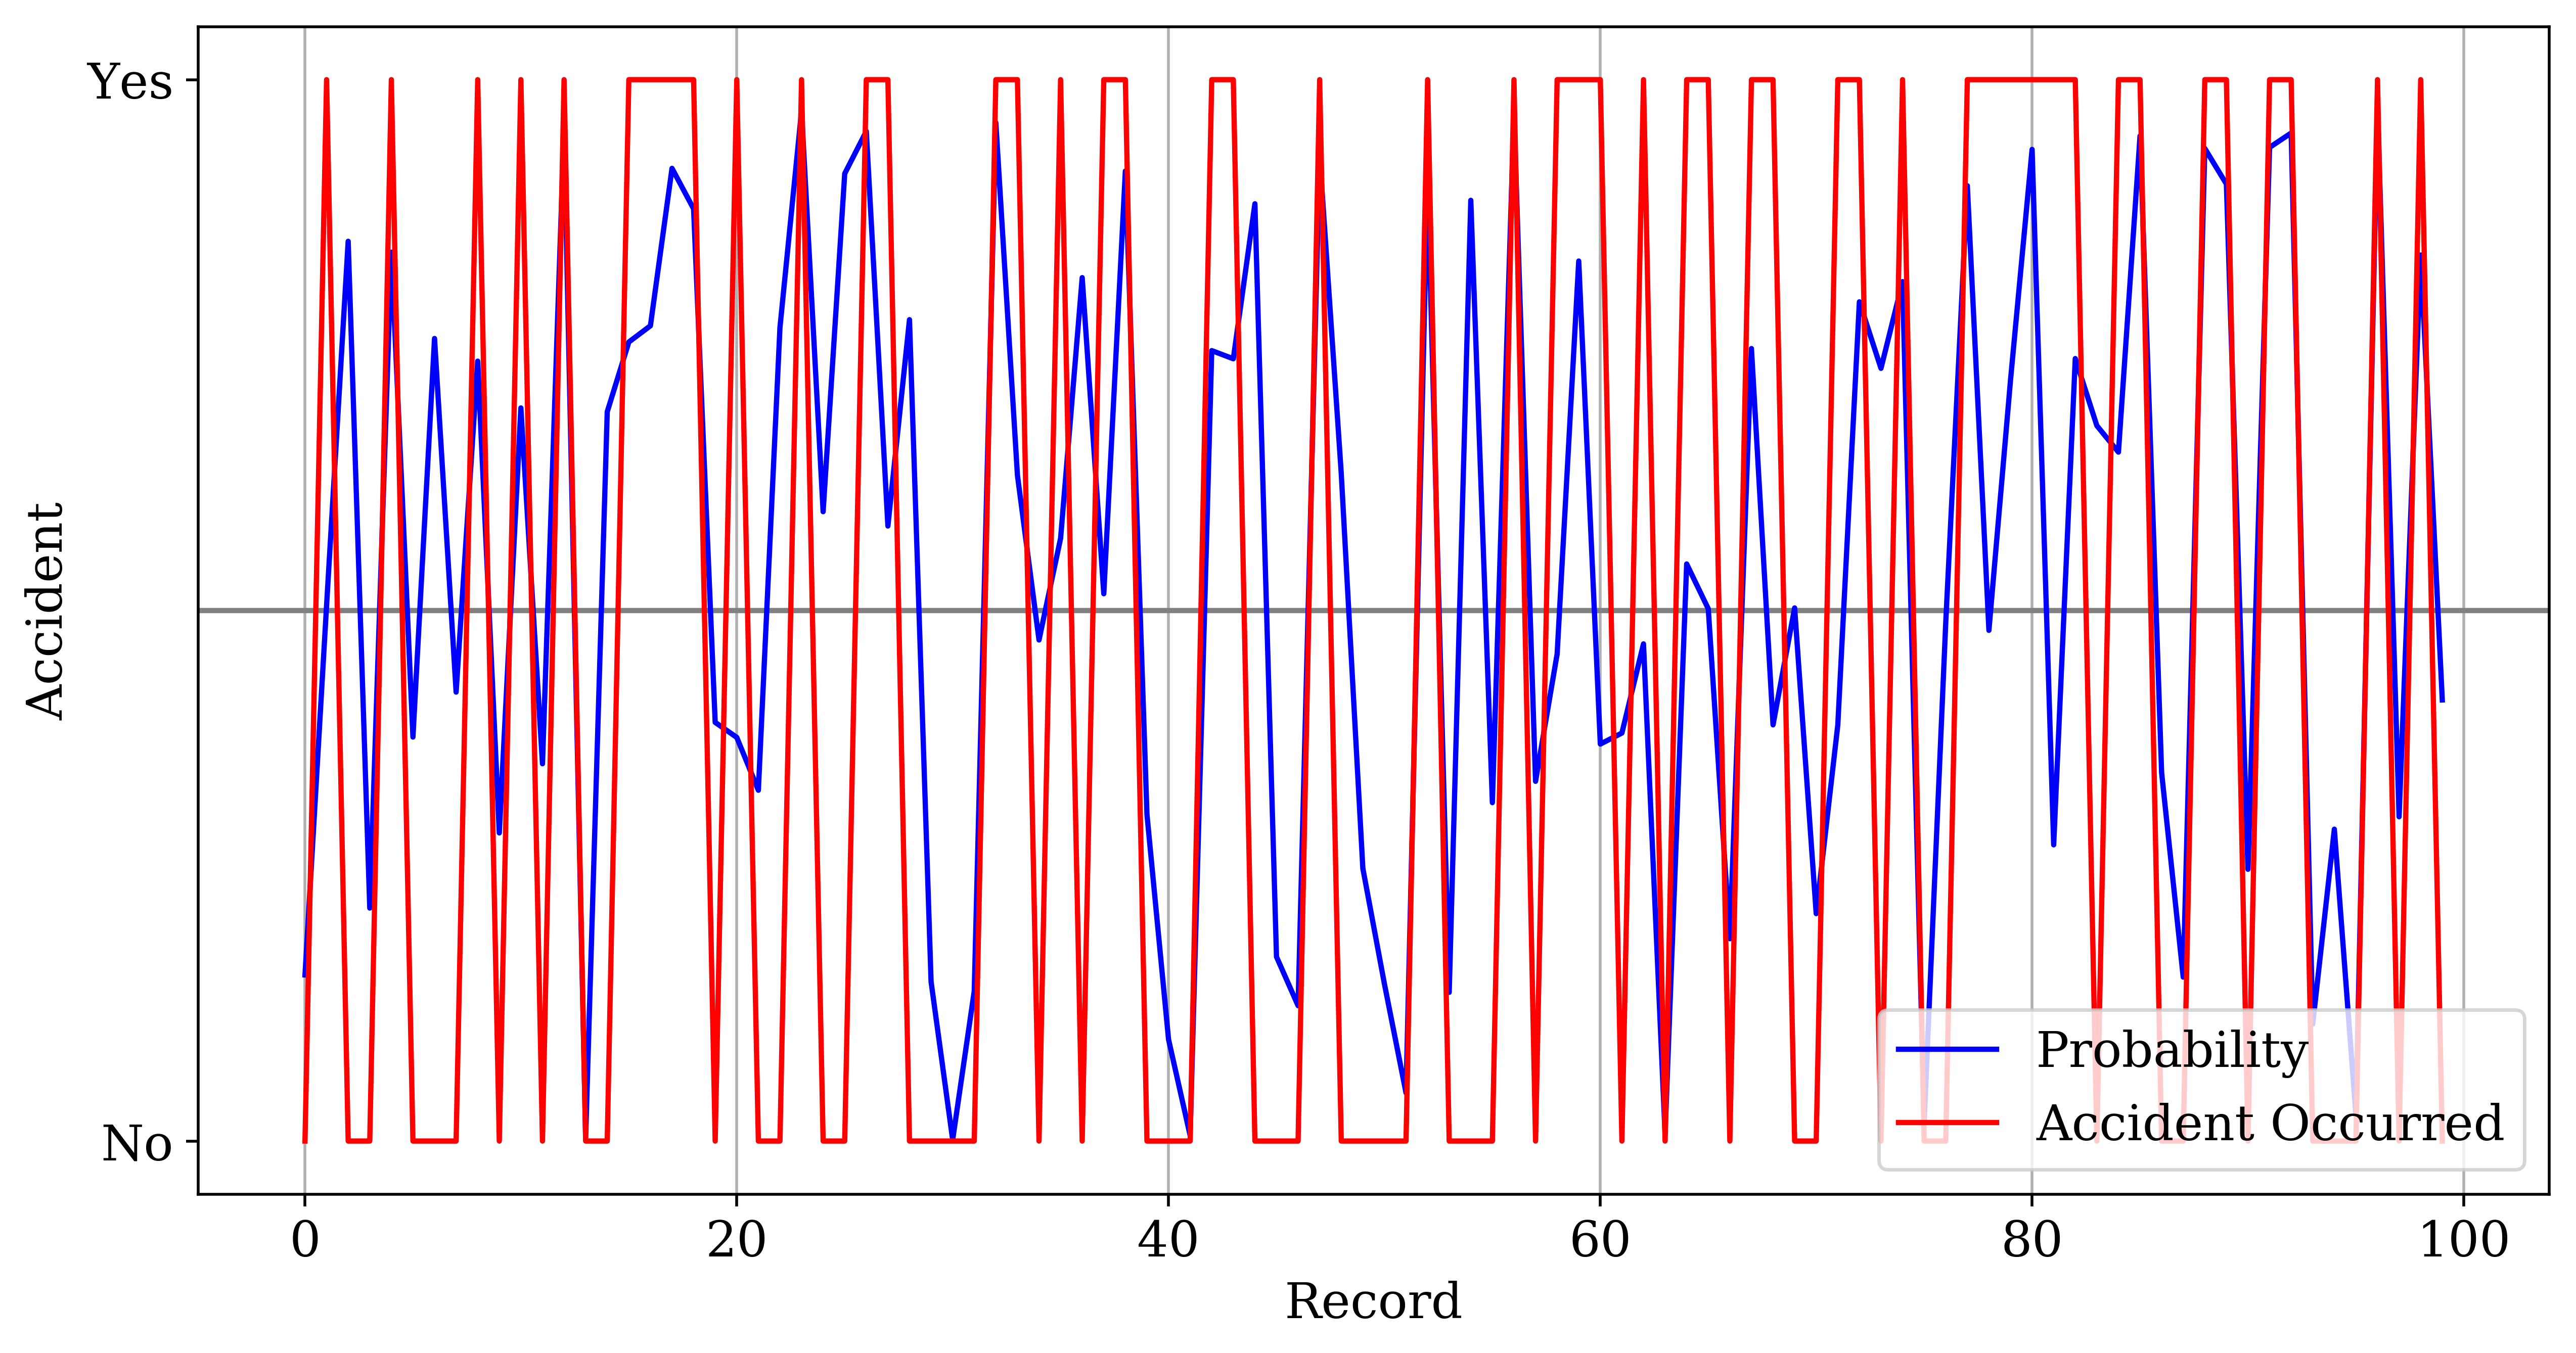 Yes
No
Accident
0 20 40 60 80 100
Record
Probability
Accident Occurred